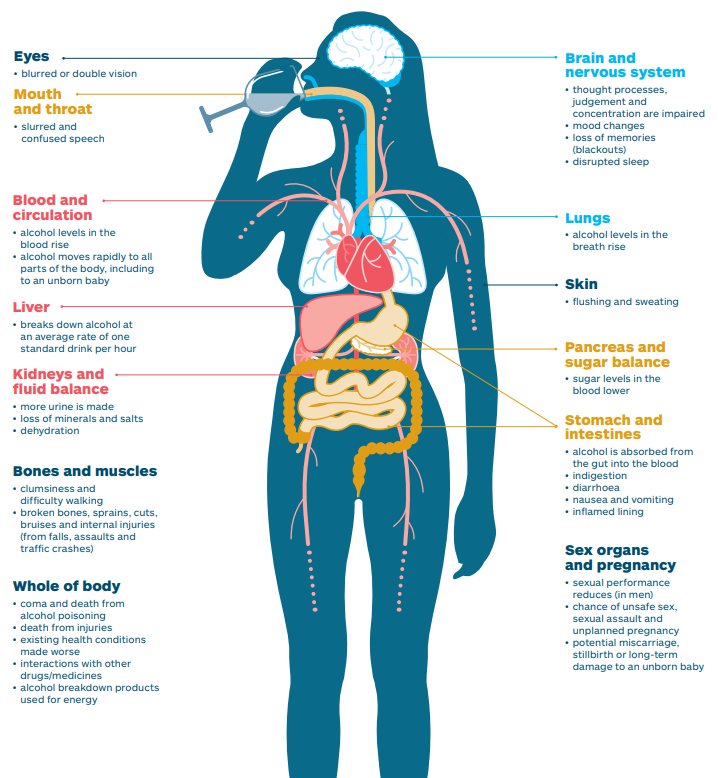 Eyes
• blurred or double vision
Mouth
and throat
• slurred and
confused speech
Blood and
circulation
• alcohol levels in the
blood rise
• alcohol moves rapidly to all
parts of the body, including
to an unborn baby
Liver
• breaks down alcohol at
an average rate of one
standard drink per hour
Kidneys and
fluid balance
• more urine is made
• loss of minerals and salts
• dehydration
Bones and muscles
• clumsiness and
difficulty walking
• broken bones, sprains, cuts,
bruises and internal injuries
(from falls, assaults and
traffic crashes)
Whole of body
• coma and death from
alcohol poisoning
• death from injuries
• existing health conditions
made worse
• interactions with other
drugs/medicines
• alcohol breakdown products
used for energy
Brain and
nervous system
• thought processes,
judgement and
concentration are impaired
• mood changes
• loss of memories
(blackouts)
• disrupted sleep
Lungs
• alcohol levels in the
breath rise
Skin
• flushing and sweating
Pancreas and
sugar balance
• sugar levels in the
blood lower
Stomach and
intestines
• alcohol is absorbed from
the gut into the blood
• indigestion
• diarrhoea
• nausea and vomiting
• inflamed lining
Sex organs
and pregnancy
• sexual performance
reduces (in men)
• chance of unsafe sex,
sexual assault and
unplanned pregnancy
• potential miscarriage,
stillbirth or long-term
damage to an unborn baby